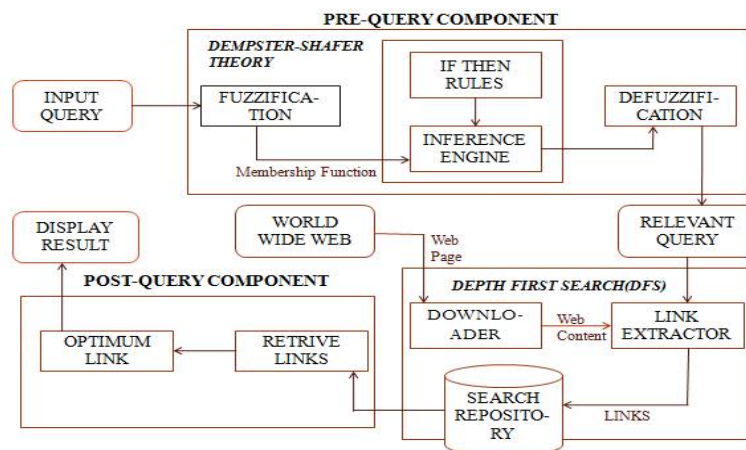 PRE-QUERY COMPONENT
DEMPSTER-SHAFER
THEORY
INPUT
QUERY
FUZZIFICA-
TION
IF THEN
RULES
INFERENCE
ENGINE
DEFUZZIFI-
CATION
Membership Function
DISPLAY
RESULT
WORLD
WIDE WEB
Web
Page
RELEVANT
QUERY
POST-QUERY COMPONENT
DEPTH FIRST SEARCH(DFS)
OPTIMUM
LINK
RETRIVE
LINKS
DOWNLO-
ADER
Web
Content
LINK
EXTRACTOR
SEARCH
REPOSITO-
RY
LINKS